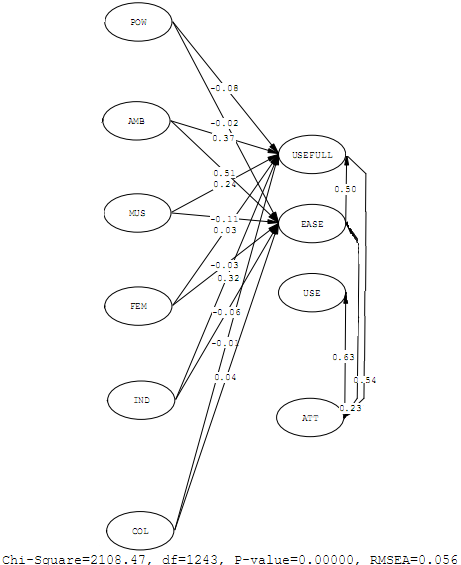 POW
-0.08
AMB
-0.02
0.37
USEFULL
0.51
0.24
0.50
MUS
-0.11
0.03
EASE
-0.03
0.32
USE
FEM
-0.06
-0.01
0.63
0.04
0.54
IND
0.23
ATT
COL
Chi-Square=2108.47, df=1243, P-value=0.00000, RMSEA=0.056